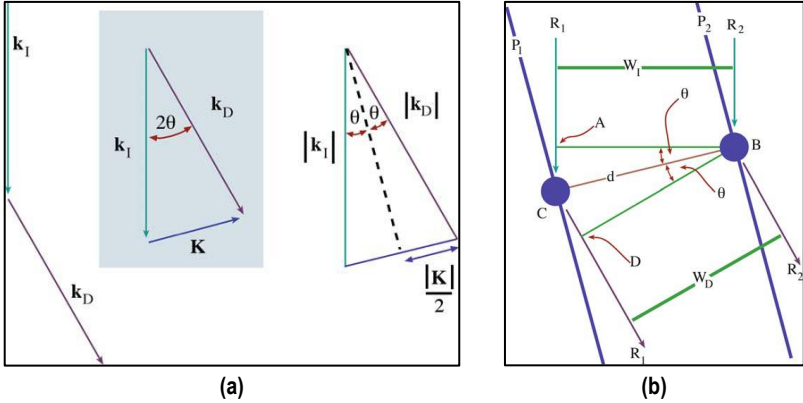 k_I
k_D
2θ
k_I
k_D
K
θ
θ
|k_I|
|k_D|
|K|
2
(a)
P_1
R_1
P_2
R_2
W_I
θ
A
B
d
C
θ
D
W_D
R_1
R_2
(b)